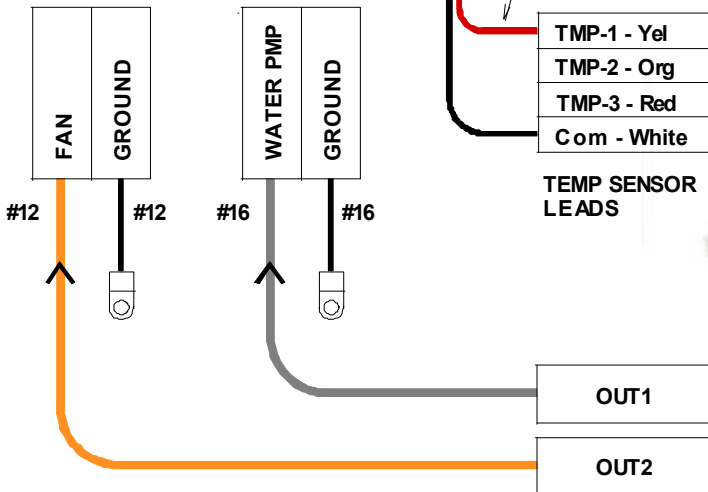 FAN
GROUND
WATER PMP
GROUND
TMP-1 - Yel
TMP-2 - Org
TMP-3 - Red
Com - White
TEMP SENSOR
LEADS
#12
#12
#16
#16
OUT1
OUT2